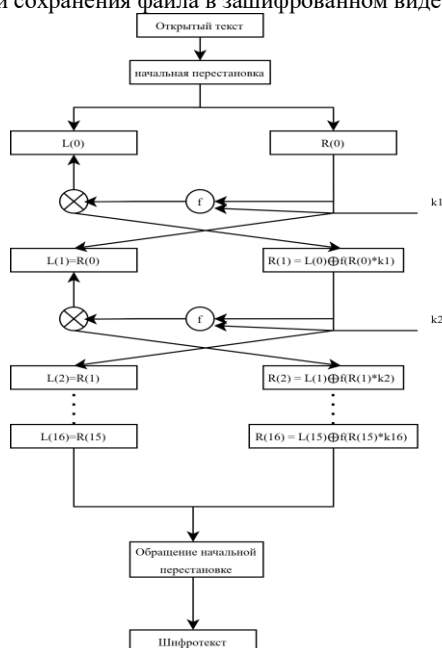 и сохранения файла в зашифрованном виде
Открытый текст
начальная перестановка
L(0)
R(0)
f
k1
L(1)=R(0)
R(1) = L(0)⊕f(R(0)*k1)
f
k2
L(2)=R(1)
R(2) = L(1)⊕f(R(1)*k2)
L(16)=R(15)
R(16) = L(15)⊕f(R(15)*k16)
Обращение начальной
перестановке
Шифротекст